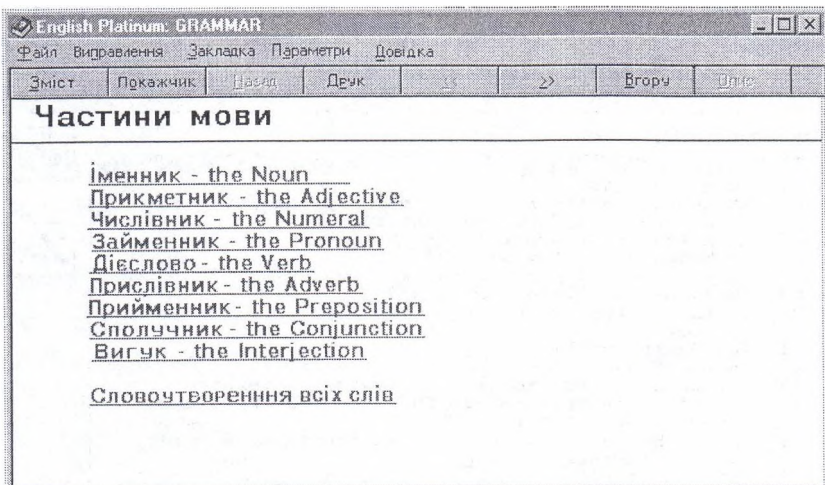 English Platinum: GRAMMAR
Файл Виправлення Закладка Параметри Довідка
Зміст Покажчик Назад Друк << >> Вгору Опис
Частини мови
Іменник - the Noun
Прикметник - the Adjective
Числівник - the Numeral
Займенник - the Pronoun
Дієслово - the Verb
Прислівник - the Adverb
Прийменник - the Preposition
Сполучник - the Conjunction
Вигук - the Interjection
Словоутворенння всіх слів